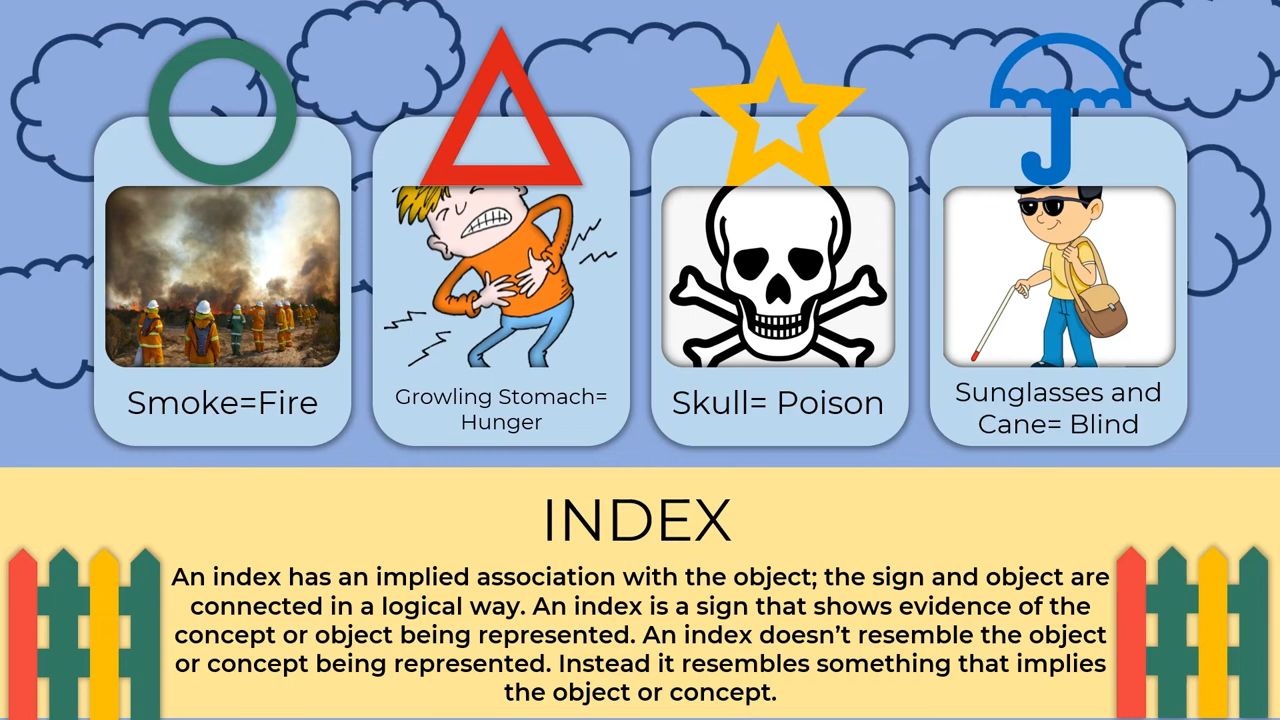 Smoke=Fire
Growling Stomach=
Hunger
Skull= Poison
Sunglasses and
Cane= Blind
INDEX
An index has an implied association with the object; the sign and object are
connected in a logical way. An index is a sign that shows evidence of the
concept or object being represented. An index doesn’t resemble the object
or concept being represented. Instead it resembles something that implies
the object or concept.